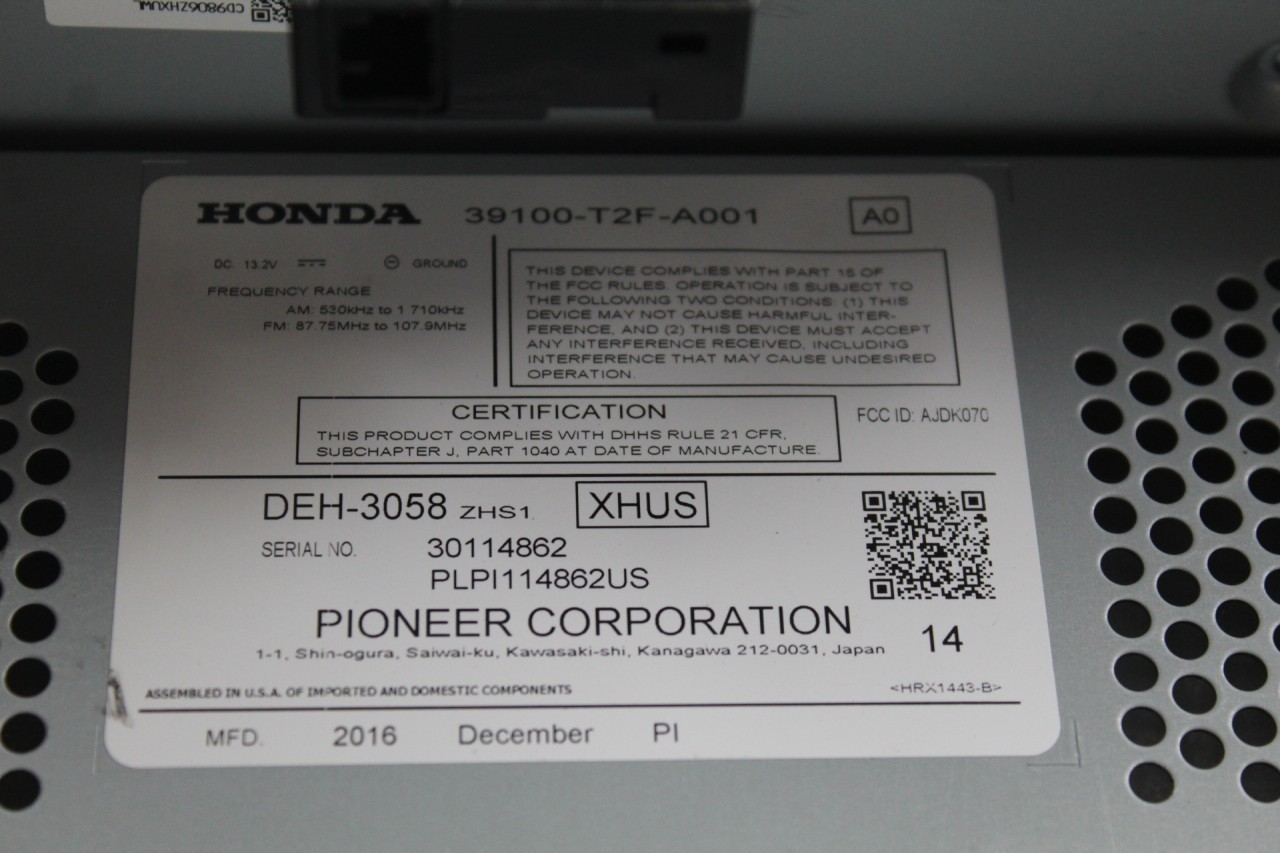 CD9806ZHXUWL
HONDA 39100-T2F-A001 A0
DC. 13.2V GROUND
FREQUENCY RANGE
AM: 530kHz to 1 710kHz
FM: 87.75MHz to 107.9MHz
THIS DEVICE COMPLIES WITH PART 15 OF
THE FCC RULES. OPERATION IS SUBJECT TO
THE FOLLOWING TWO CONDITIONS: (1) THIS
DEVICE MAY NOT CAUSE HARMFUL INTER-
FERENCE, AND (2) THIS DEVICE MUST ACCEPT
ANY INTERFERENCE RECEIVED, INCLUDING
INTERFERENCE THAT MAY CAUSE UNDESIRED
OPERATION.
CERTIFICATION
THIS PRODUCT COMPLIES WITH DHHS RULE 21 CFR,
SUBCHAPTER J, PART 1040 AT DATE OF MANUFACTURE.
FCC ID: AJDK070
DEH-3058 ZHS1 XHUS
SERIAL NO. 30114862
PLPI114862US
PIONEER CORPORATION 14
1-1, Shin-ogura, Saiwai-ku, Kawasaki-shi, Kanagawa 212-0031, Japan
ASSEMBLED IN U.S.A. OF IMPORTED AND DOMESTIC COMPONENTS <HRX1443-B>
MFD. 2016 December PI